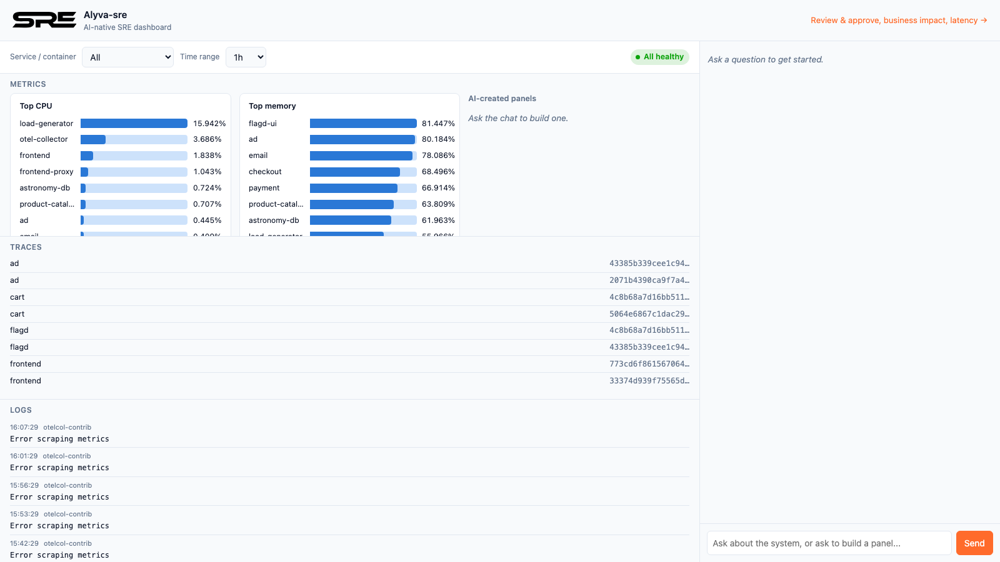 SRE
Alyva-sre
AI-native SRE dashboard
Review & approve, business impact, latency →
Service / container
All
Time range
1h
All healthy
METRICS
Top CPU
load-generator 15.942%
otel-collector 3.686%
frontend 1.838%
frontend-proxy 1.043%
astronomy-db 0.724%
product-catal... 0.707%
ad 0.445%
email 0.409%
Top memory
flagd-ui 81.447%
ad 80.184%
email 78.086%
checkout 68.496%
payment 66.914%
product-catal... 63.809%
astronomy-db 61.963%
load-generator 55.966%
AI-created panels
Ask the chat to build one.
TRACES
ad 43385b339cee1c94…
ad 2071b4390ca9f7a4…
cart 4c8b68a7d16bb511…
cart 5064e6867c1dac29…
flagd 4c8b68a7d16bb511…
flagd 43385b339cee1c94…
frontend 773cd6f861567064…
frontend 33374d939f75565d…
LOGS
16:07:29 otelcol-contrib
Error scraping metrics
16:01:29 otelcol-contrib
Error scraping metrics
15:56:29 otelcol-contrib
Error scraping metrics
15:53:29 otelcol-contrib
Error scraping metrics
15:42:29 otelcol-contrib
Error scraping metrics
Ask a question to get started.
Ask about the system, or ask to build a panel...
Send